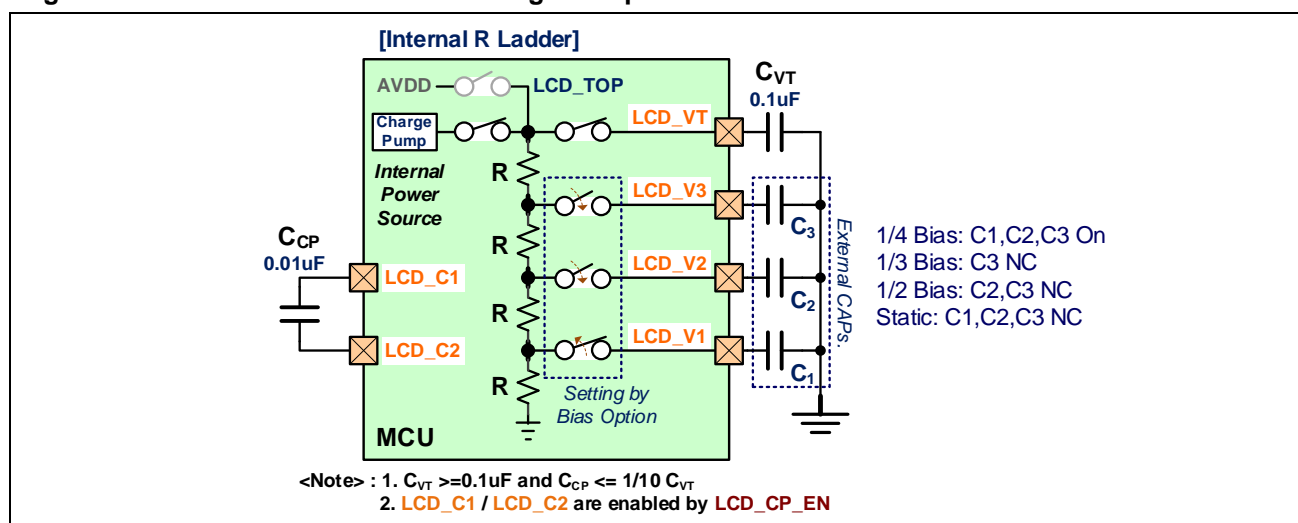 [Internal R Ladder]
AVDD
LCD_TOP
C_VT
0.1uF
Charge
Pump
LCD_VT
Internal
Power
Source
R
LCD_V3
C_3
C_CP
0.01uF
LCD_C1
R
LCD_V2
C_2
External CAPs.
1/4 Bias: C1,C2,C3 On
1/3 Bias: C3 NC
1/2 Bias: C2,C3 NC
Static: C1,C2,C3 NC
LCD_C2
R
LCD_V1
C_1
R
Setting by
Bias Option
MCU
<Note> : 1. C_VT >=0.1uF and C_CP <= 1/10 C_VT
2. LCD_C1 / LCD_C2 are enabled by LCD_CP_EN